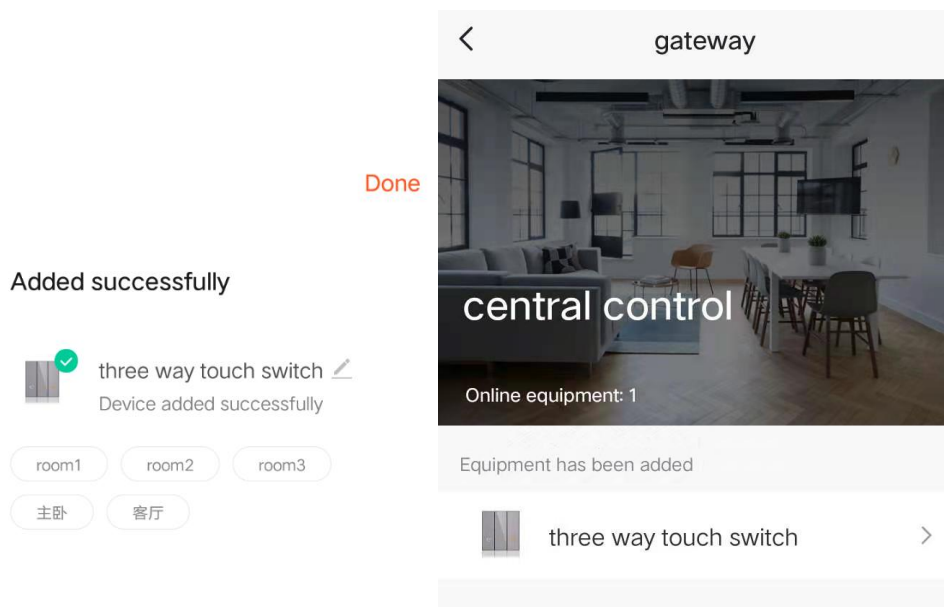 Done
Added successfully
three way touch switch
Device added successfully
room1 room2 room3
主卧 客厅
gateway
central control
Online equipment: 1
Equipment has been added
three way touch switch